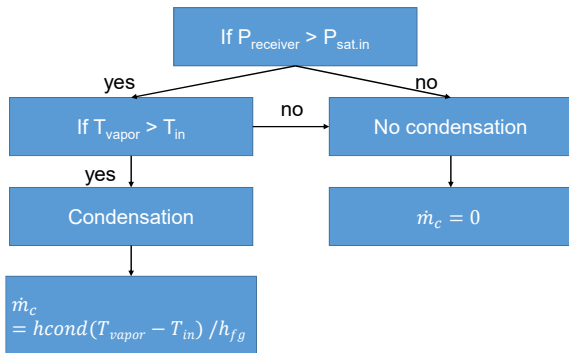 If P_receiver > P_sat.in
yes
no
If T_vapor > T_in
no
No condensation
yes
Condensation
ṁ_c = 0
ṁ_c
= hcond(T_vapor − T_in) /h_fg